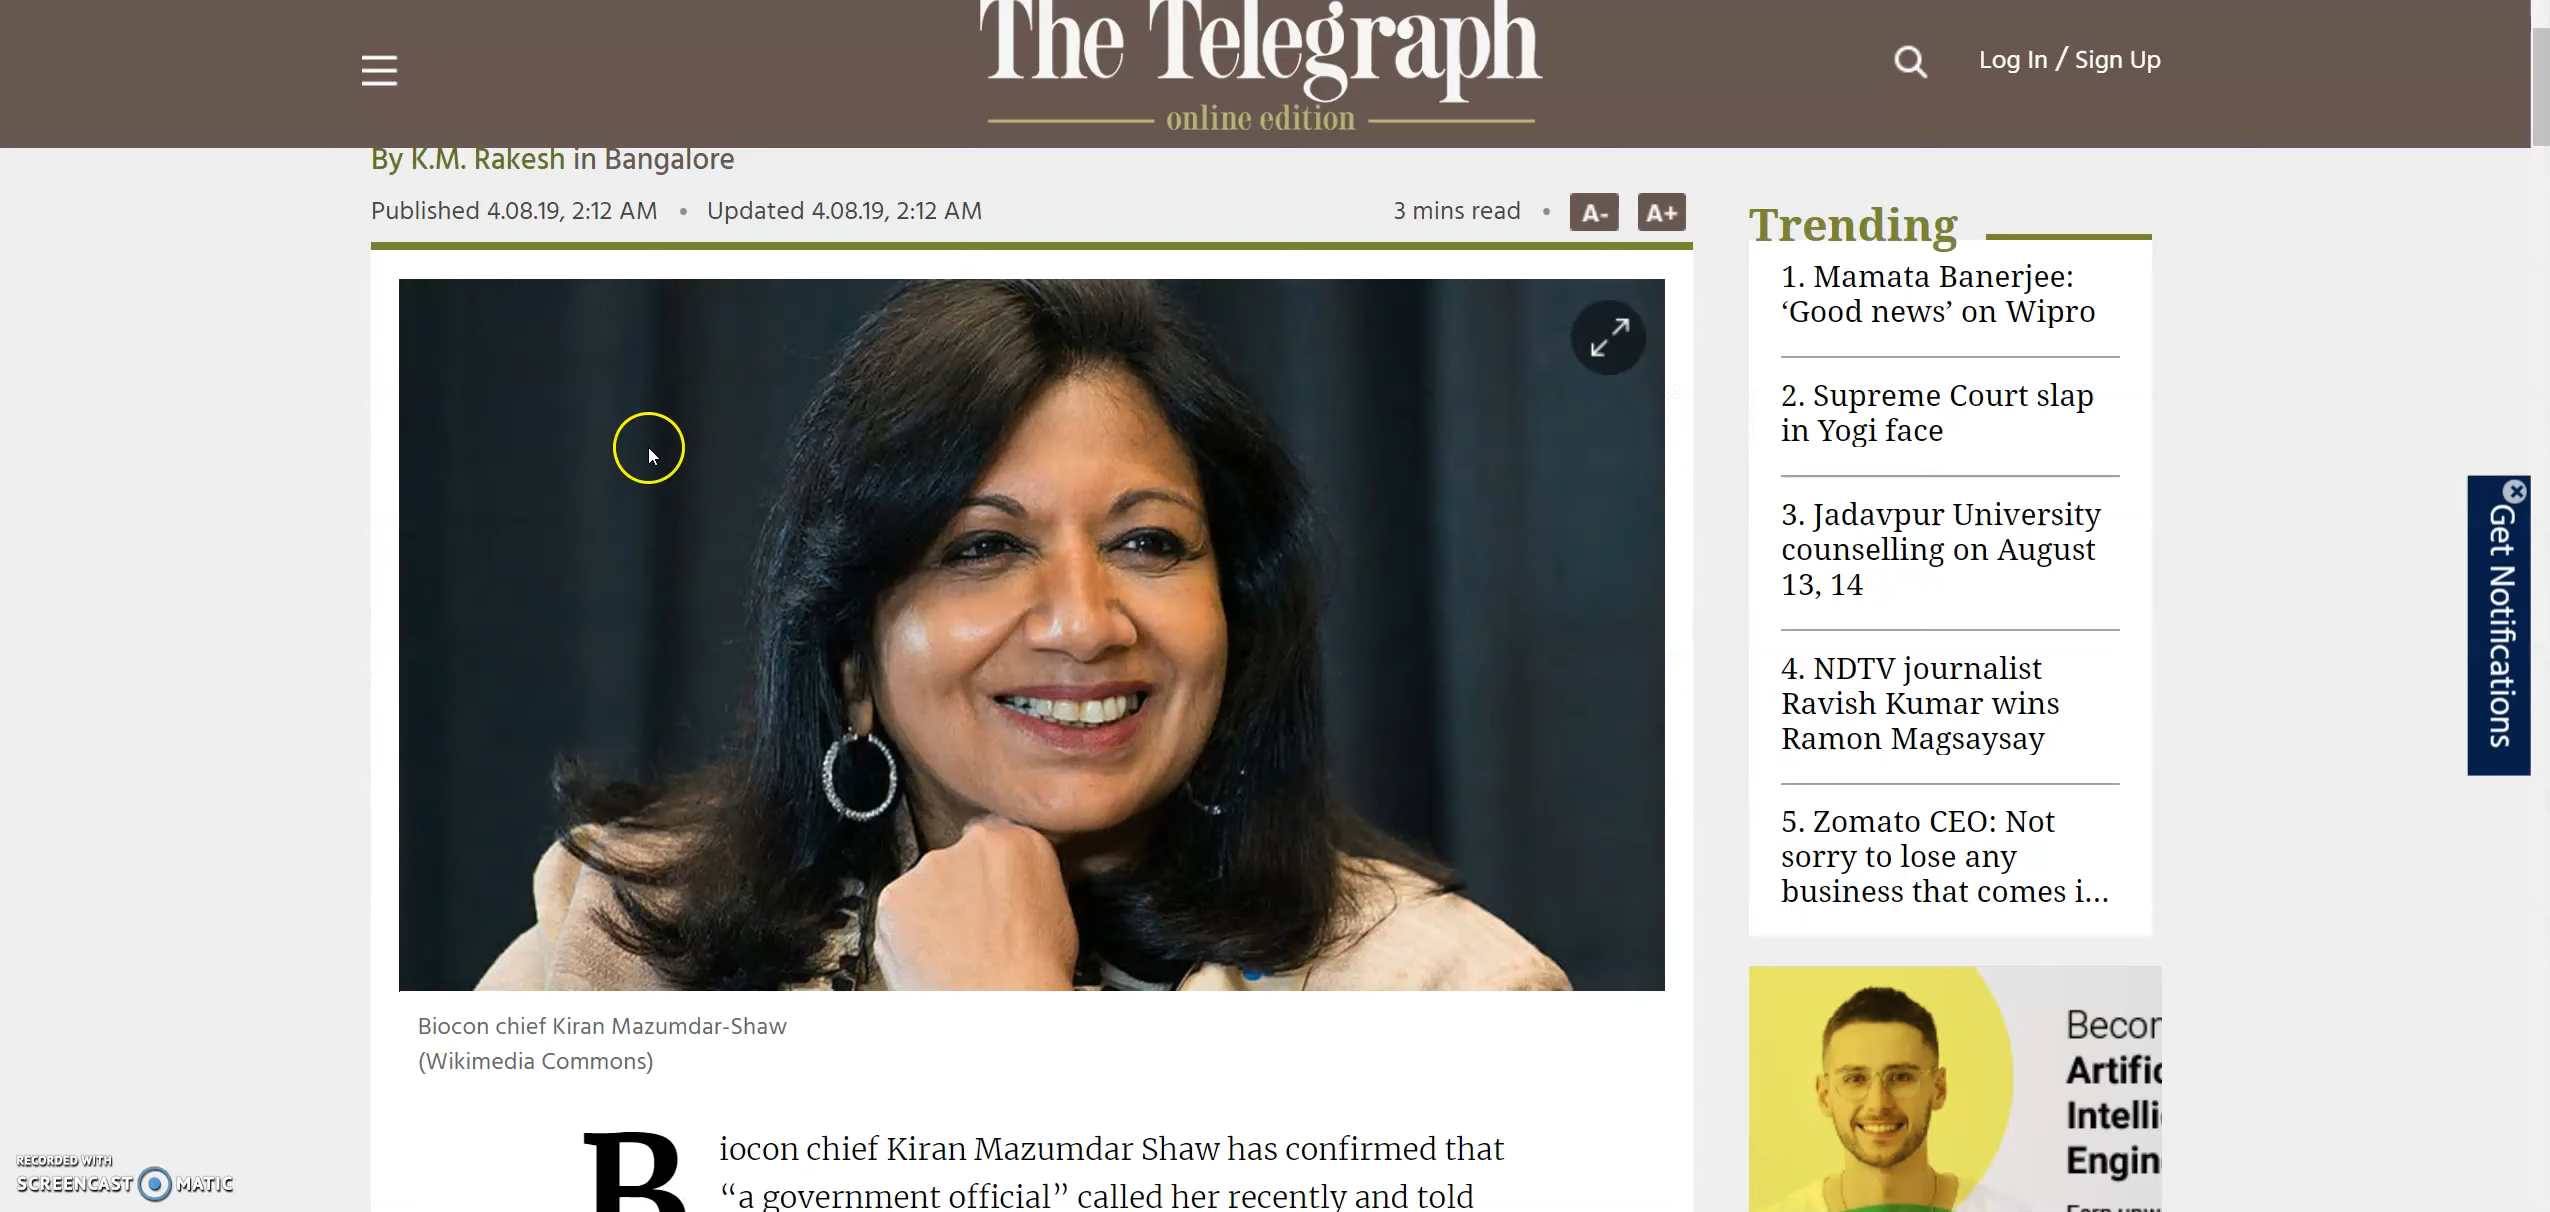 The Telegraph
online edition
Log In / Sign Up
By K.M. Rakesh in Bangalore
Published 4.08.19, 2:12 AM • Updated 4.08.19, 2:12 AM
3 mins read • A- A+
Biocon chief Kiran Mazumdar-Shaw
(Wikimedia Commons)
Biocon chief Kiran Mazumdar Shaw has confirmed that
“a government official” called her recently and told
Trending
1. Mamata Banerjee:
‘Good news’ on Wipro
2. Supreme Court slap
in Yogi face
3. Jadavpur University
counselling on August
13, 14
4. NDTV journalist
Ravish Kumar wins
Ramon Magsaysay
5. Zomato CEO: Not
sorry to lose any
business that comes i...
Artific
Intelli
Engin
Get Notifications
RECORDED WITH
SCREENCAST MATIC